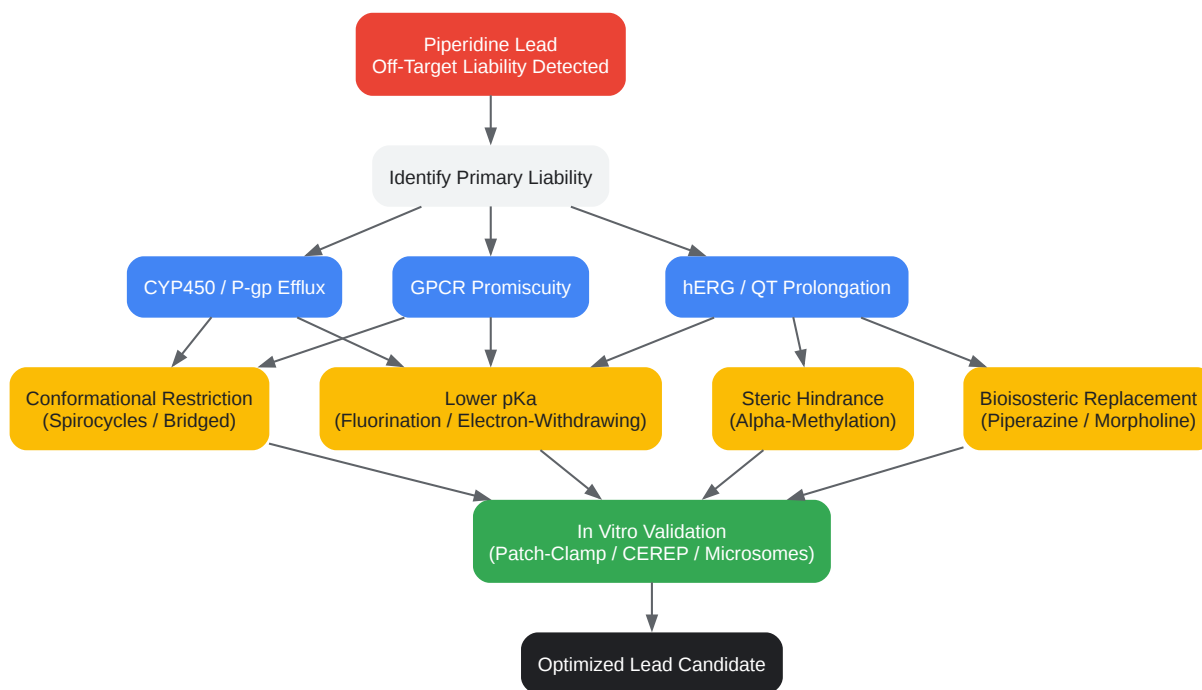 Piperidine Lead
Off-Target Liability Detected
Identify Primary Liability
CYP450 / P-gp Efflux
GPCR Promiscuity
hERG / QT Prolongation
Conformational Restriction
(Spirocycles / Bridged)
Lower pKa
(Fluorination / Electron-Withdrawing)
Steric Hindrance
(Alpha-Methylation)
Bioisosteric Replacement
(Piperazine / Morpholine)
In Vitro Validation
(Patch-Clamp / CEREP / Microsomes)
Optimized Lead Candidate